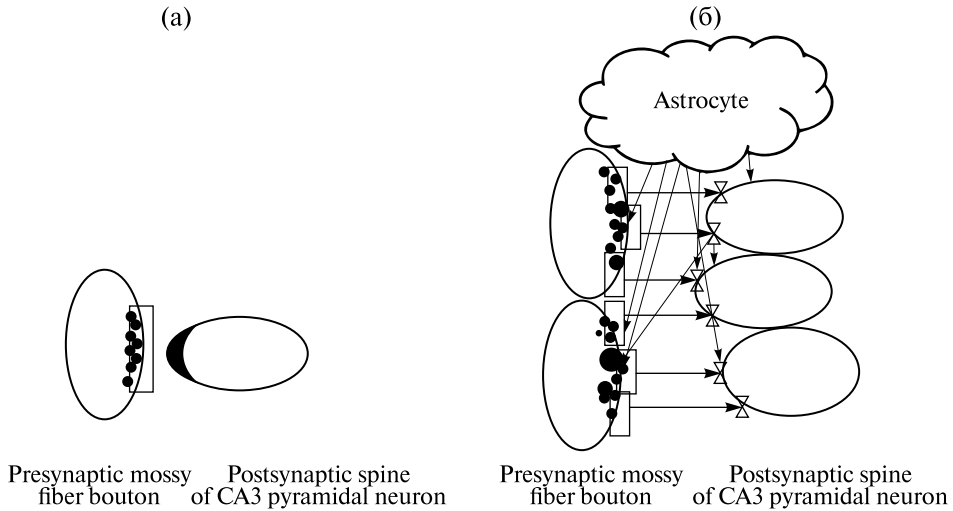 (a)
(б)
Astrocyte
Presynaptic mossy
fiber bouton
Postsynaptic spine
of CA3 pyramidal neuron
Presynaptic mossy
fiber bouton
Postsynaptic spine
of CA3 pyramidal neuron